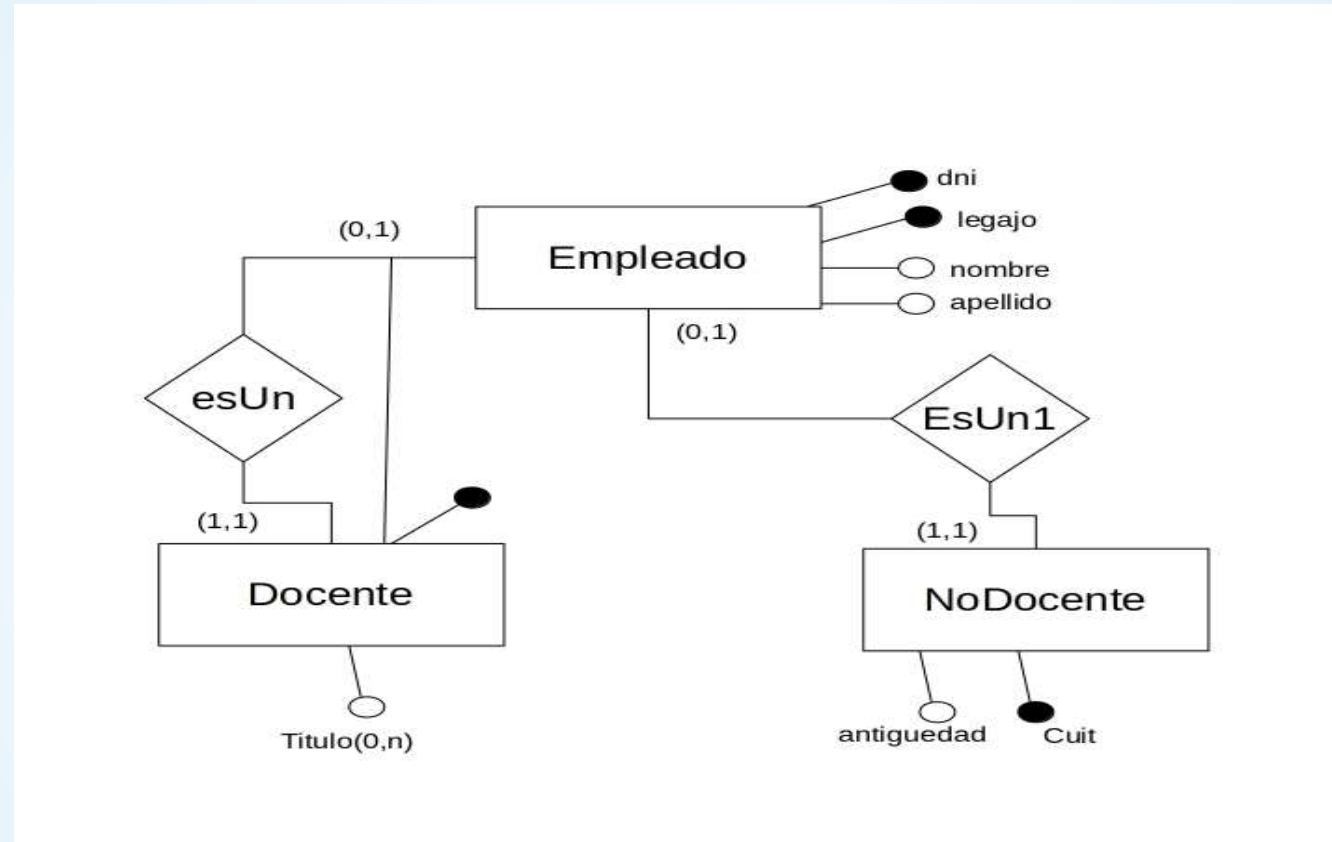 dni
legajo
(0,1)
Empleado
nombre
apellido
(0,1)
esUn
EsUn1
(1,1)
(1,1)
Docente
NoDocente
Titulo(0,n)
antiguedad
Cuit